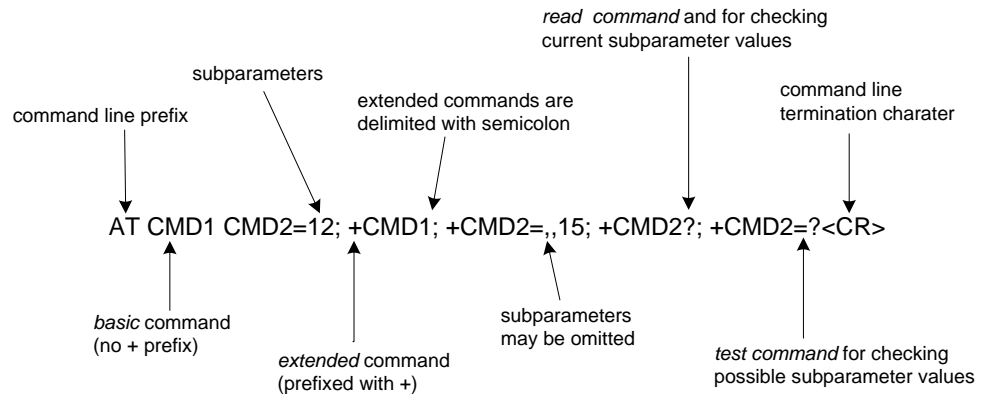 read command and for checking
current subparameter values
subparameters
command line
termination charater
extended commands are
delimited with semicolon
command line prefix
AT CMD1 CMD2=12; +CMD1; +CMD2=,,15; +CMD2?; +CMD2=?<CR>
basic command
(no + prefix)
extended command
(prefixed with +)
subparameters
may be omitted
test command for checking
possible subparameter values